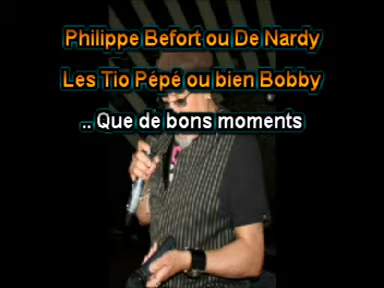 Philippe Befort ou De Nardy
Les Tio Pépé ou bien Bobby
.. Que de bons moments